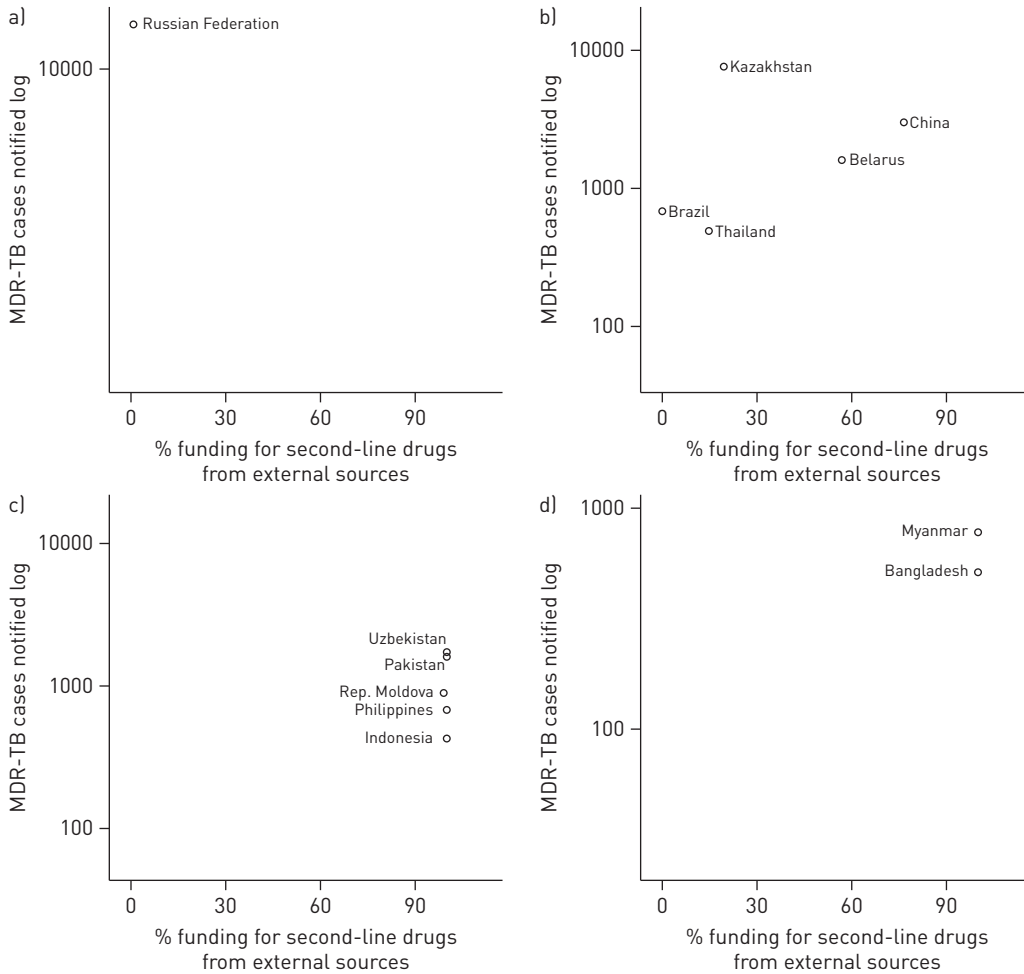 a)
Russian Federation
10000
MDR-TB cases notified log
0 30 60 90
% funding for second-line drugs
from external sources
b)
10000
Kazakhstan
China
Belarus
1000
Brazil
Thailand
100
MDR-TB cases notified log
0 30 60 90
% funding for second-line drugs
from external sources
c)
10000
Uzbekistan
Pakistan
1000
Rep. Moldova
Philippines
Indonesia
100
MDR-TB cases notified log
0 30 60 90
% funding for second-line drugs
from external sources
d)
1000
Myanmar
Bangladesh
100
MDR-TB cases notified log
0 30 60 90
% funding for second-line drugs
from external sources